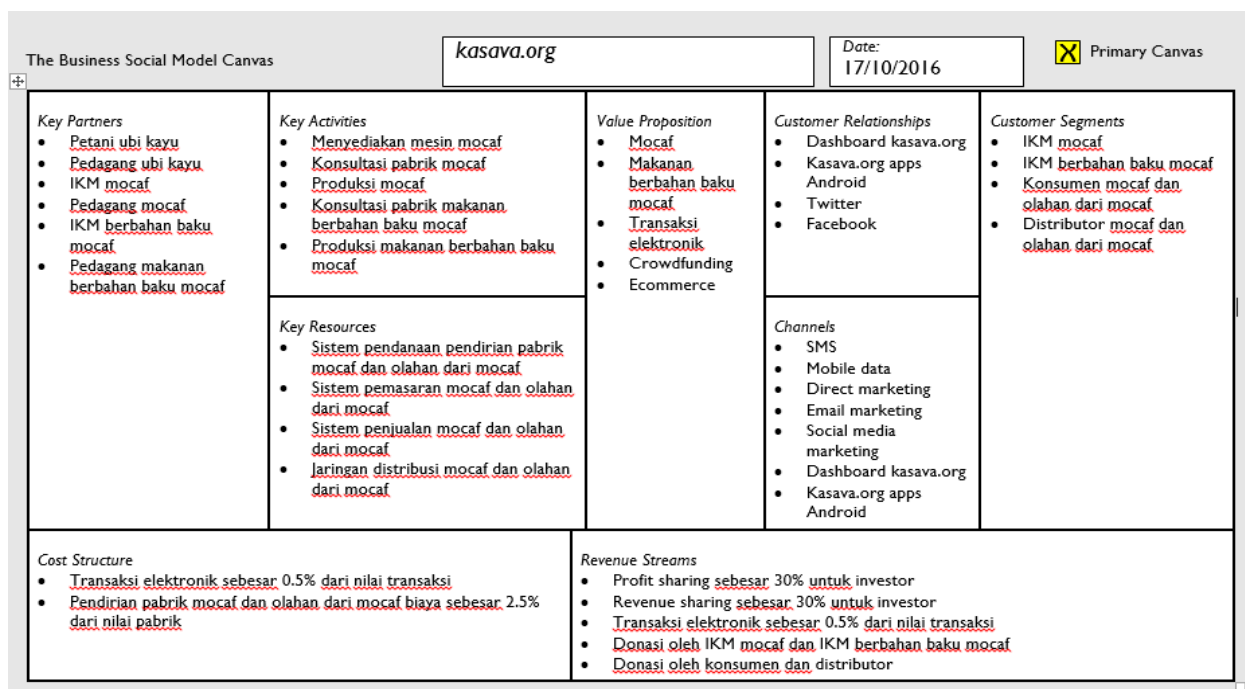 The Business Social Model Canvas
kasava.org
Date:
17/10/2016
X Primary Canvas
Key Partners
• Petani ubi kayu
• Pedagang ubi kayu
• IKM mocaf
• Pedagang mocaf
• IKM berbahan baku
mocaf
• Pedagang makanan
berbahan baku mocaf
Key Activities
• Menyediakan mesin mocaf
• Konsultasi pabrik mocaf
• Produksi mocaf
• Konsultasi pabrik makanan
berbahan baku mocaf
• Produksi makanan berbahan baku
mocaf
Key Resources
• Sistem pendanaan pendirian pabrik
mocaf dan olahan dari mocaf
• Sistem pemasaran mocaf dan olahan
dari mocaf
• Sistem penjualan mocaf dan olahan
dari mocaf
• Jaringan distribusi mocaf dan olahan
dari mocaf
Value Proposition
• Mocaf
• Makanan
berbahan baku
mocaf
• Transaksi
elektronik
• Crowdfunding
• Ecommerce
Customer Relationships
• Dashboard kasava.org
• Kasava.org apps
Android
• Twitter
• Facebook
Channels
• SMS
• Mobile data
• Direct marketing
• Email marketing
• Social media
marketing
• Dashboard kasava.org
• Kasava.org apps
Android
Customer Segments
• IKM mocaf
• IKM berbahan baku mocaf
• Konsumen mocaf dan
olahan dari mocaf
• Distributor mocaf dan
olahan dari mocaf
Cost Structure
• Transaksi elektronik sebesar 0.5% dari nilai transaksi
• Pendirian pabrik mocaf dan olahan dari mocaf biaya sebesar 2.5%
dari nilai pabrik
Revenue Streams
• Profit sharing sebesar 30% untuk investor
• Revenue sharing sebesar 30% untuk investor
• Transaksi elektronik sebesar 0.5% dari nilai transaksi
• Donasi oleh IKM mocaf dan IKM berbahan baku mocaf
• Donasi oleh konsumen dan distributor